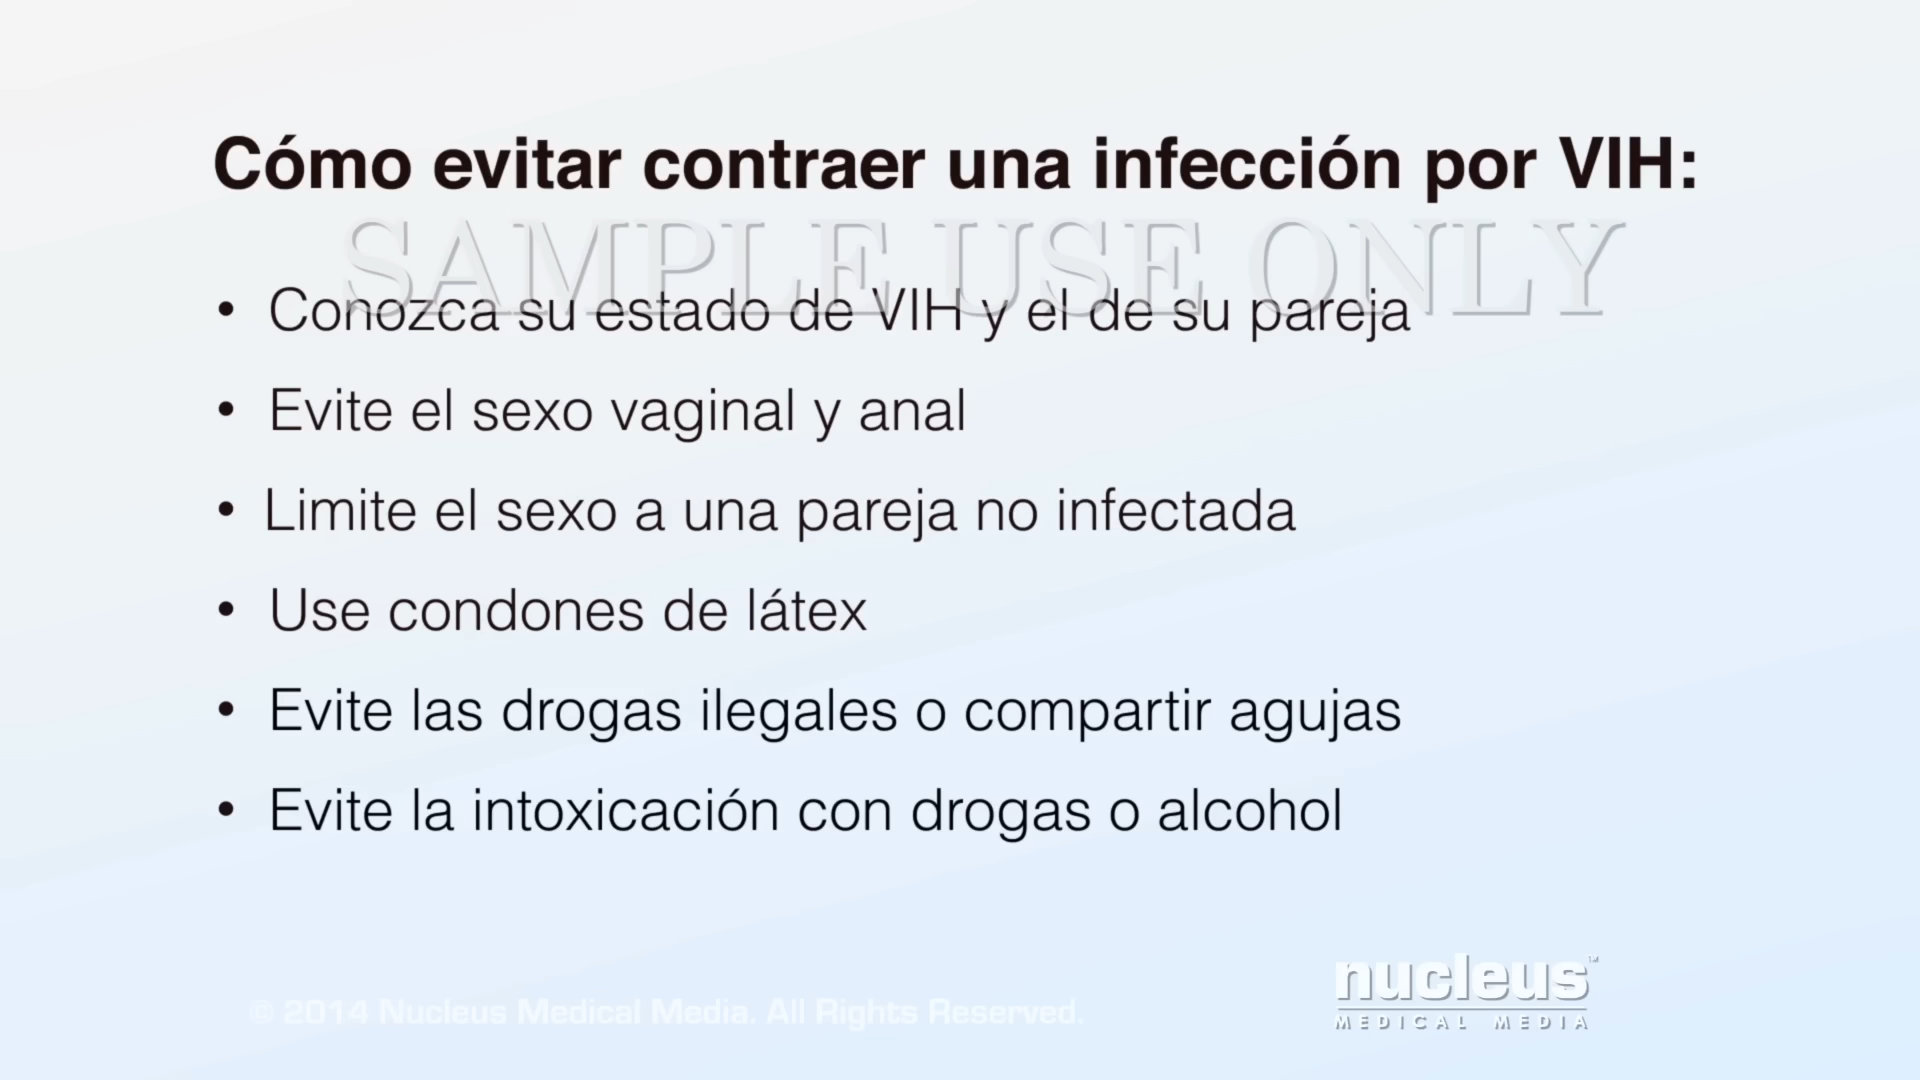 Cómo evitar contraer una infección por VIH:
SAMPLE USE ONLY
• Conozca su estado de VIH y el de su pareja
• Evite el sexo vaginal y anal
• Limite el sexo a una pareja no infectada
• Use condones de látex
• Evite las drogas ilegales o compartir agujas
• Evite la intoxicación con drogas o alcohol
nucleus™
MEDICAL MEDIA
© 2014 Nucleus Medical Media. All Rights Reserved.